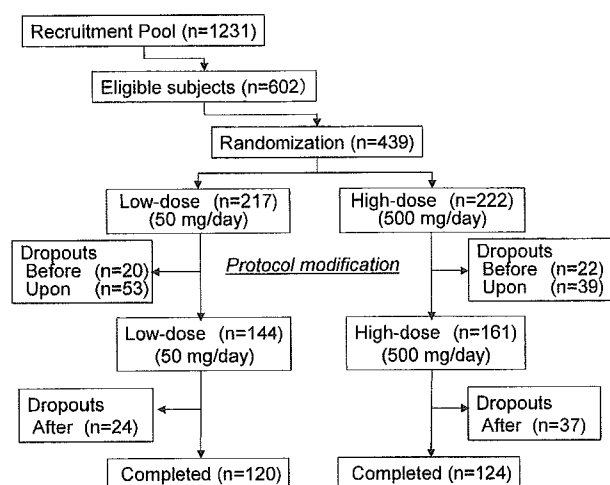 Recruitment Pool (n=1231)
Eligible subjects (n=602)
Randomization (n=439)
Low-dose (n=217)
(50 mg/day)
High-dose (n=222)
(500 mg/day)
Dropouts
Before (n=20)
Upon (n=53)
Protocol modification
Dropouts
Before (n=22)
Upon (n=39)
Low-dose (n=144)
(50 mg/day)
High-dose (n=161)
(500 mg/day)
Dropouts
After (n=24)
Dropouts
After (n=37)
Completed (n=120)
Completed (n=124)